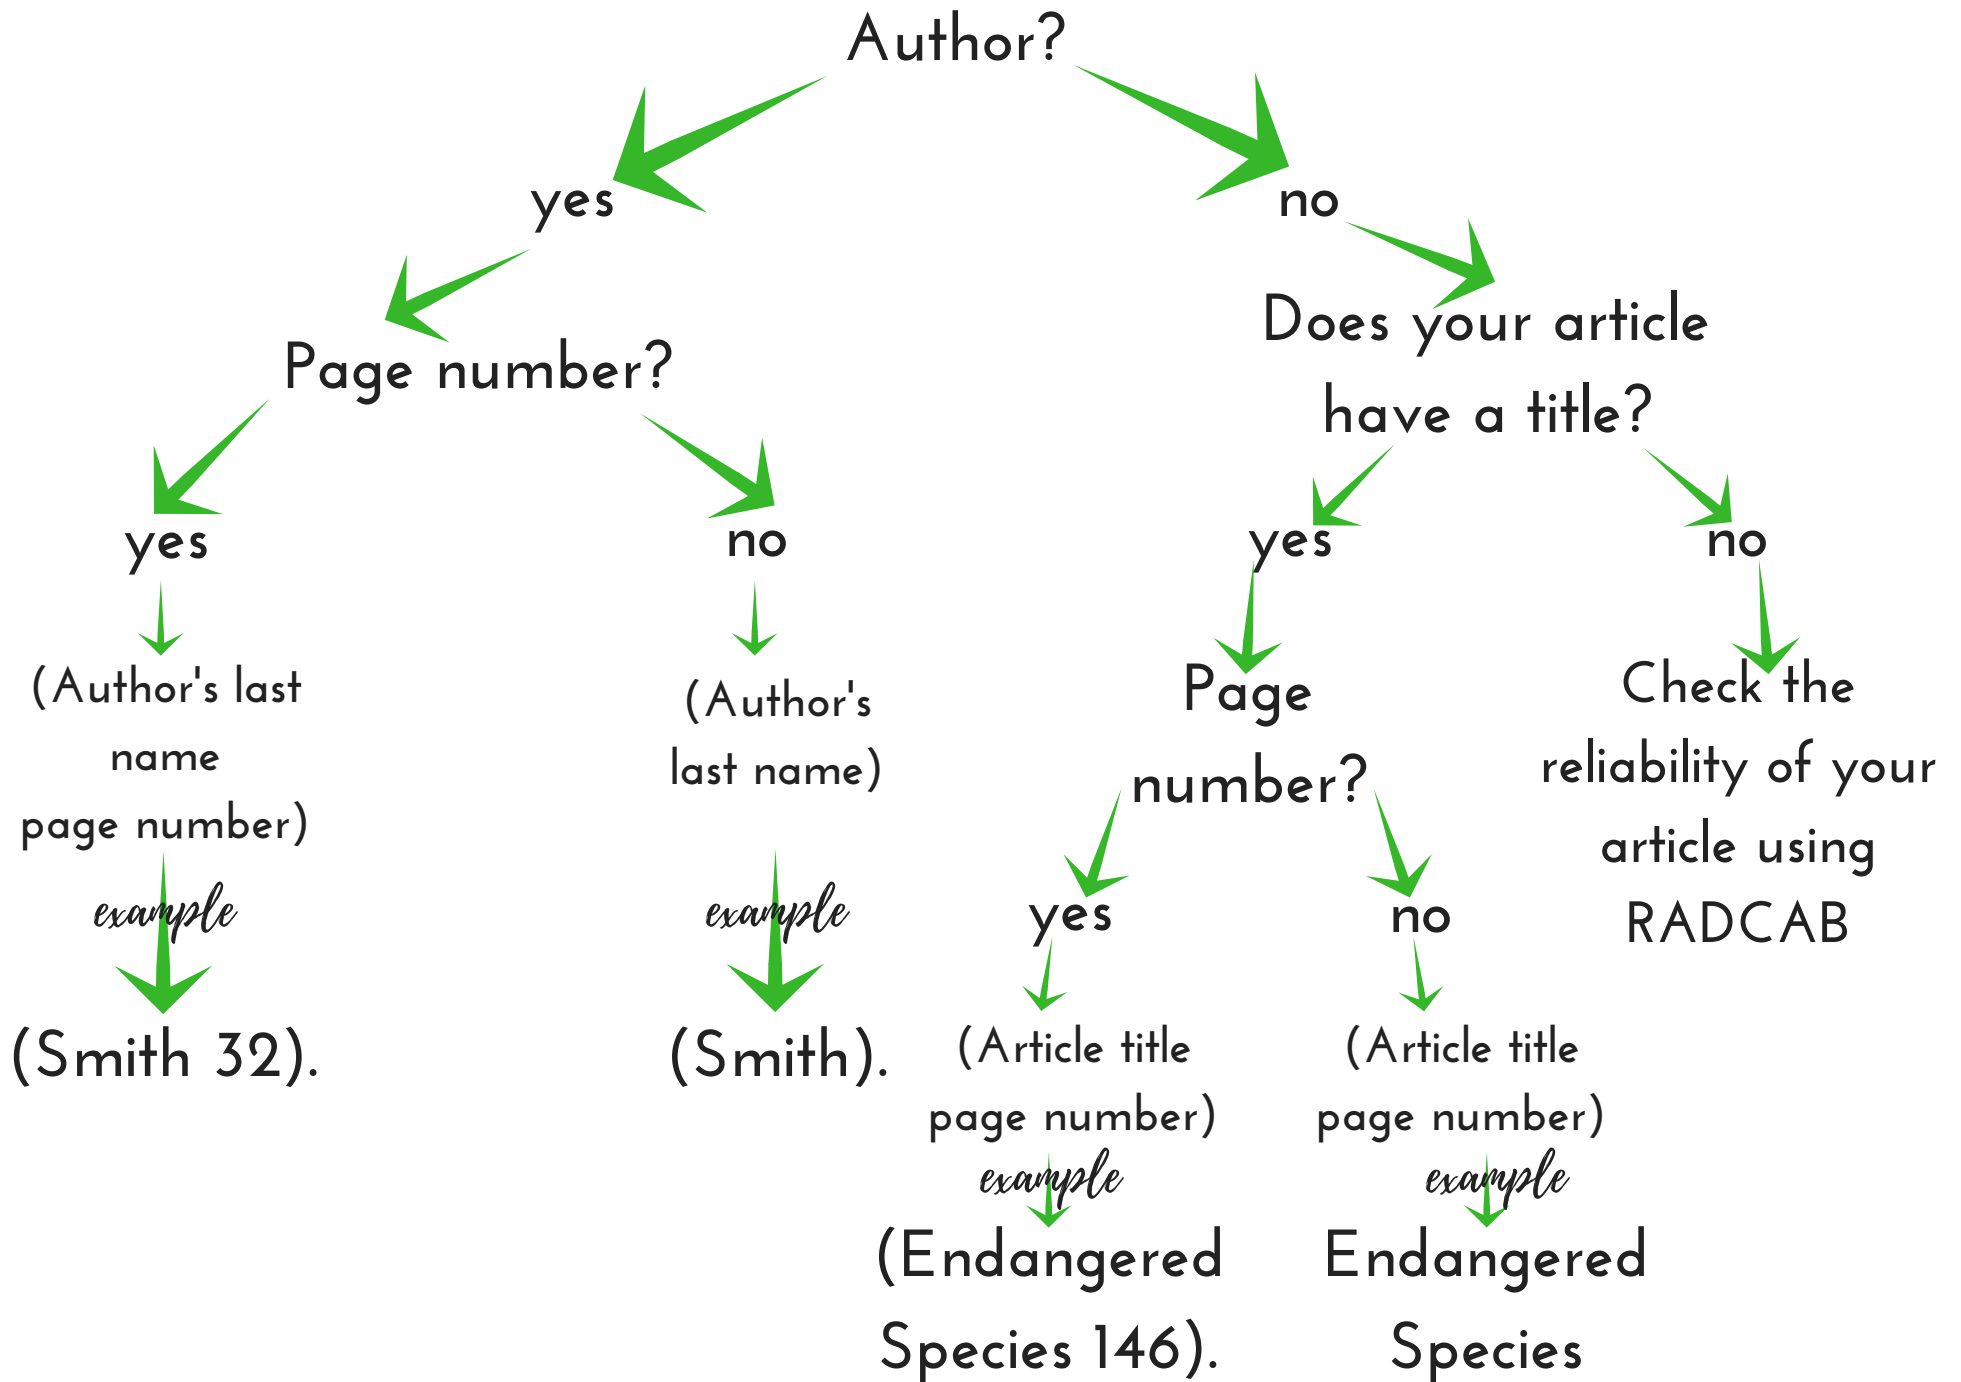 Author?
yes
no
Page number?
Does your article
have a title?
yes
no
yes
no
(Author's last
name
page number)
(Author's
last name)
Page
number?
Check the
reliability of your
article using
RADCAB
example
example
yes
no
(Smith 32).
(Smith).
(Article title
page number)
(Article title
page number)
example
example
(Endangered
Species 146).
Endangered
Species